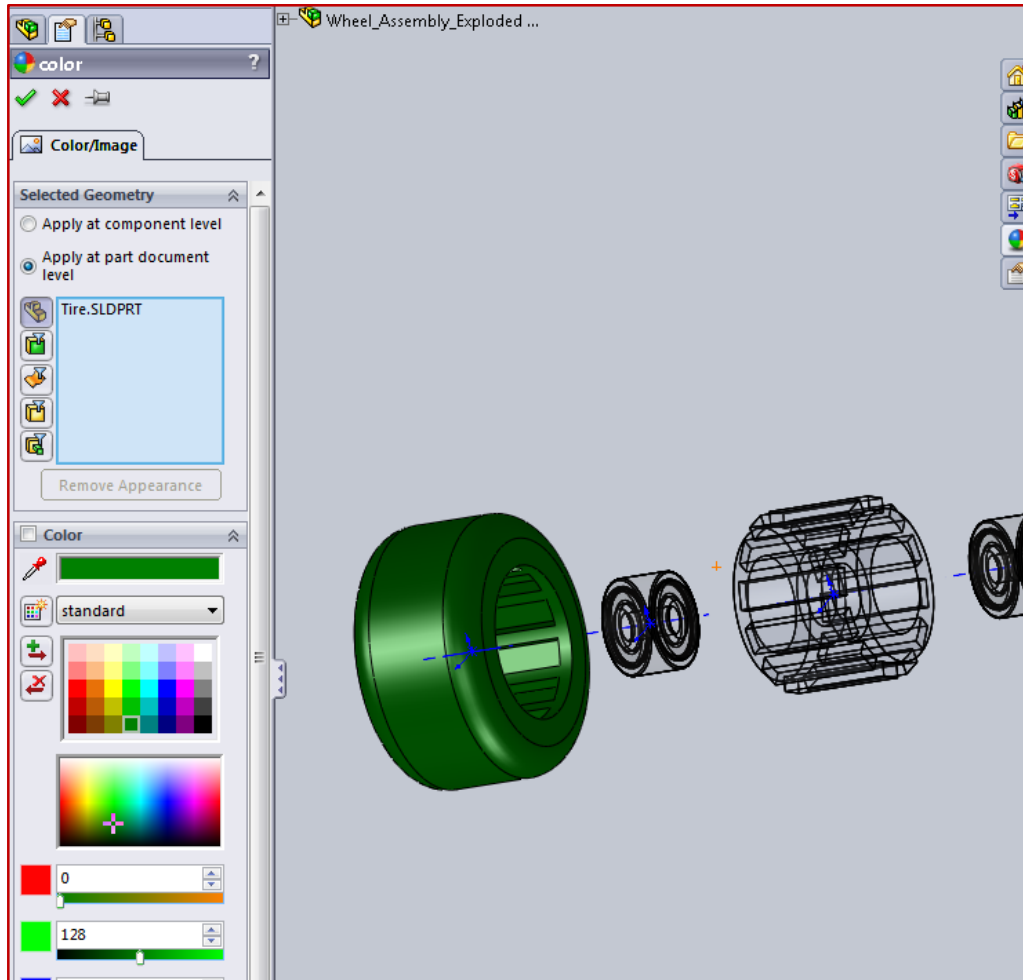 Wheel_Assembly_Exploded ...
color
?
Color/Image
Selected Geometry
Apply at component level
Apply at part document
level
Tire.SLDPRT
Remove Appearance
Color
standard
0
128